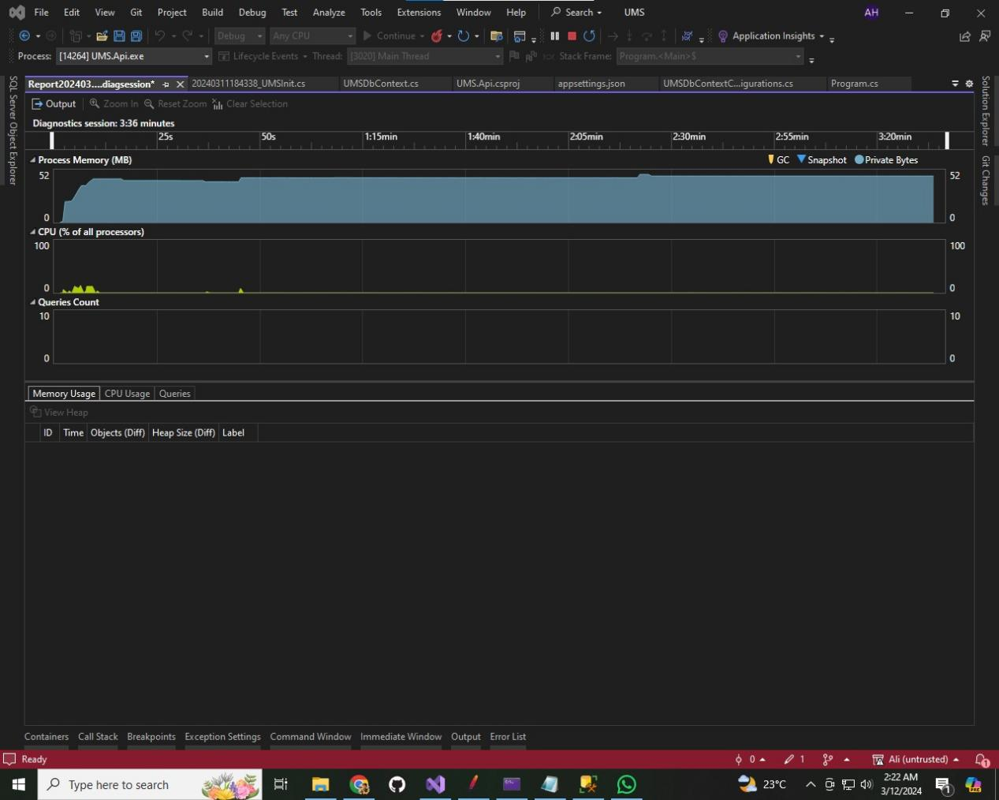 File Edit View Git Project Build Debug Test Analyze Tools Extensions Window Help Search UMS AH
Debug Any CPU Continue Application Insights
Process: [14264] UMS.Api.exe Lifecycle Events Thread: [3020] Main Thread Stack Frame: Program.<Main>$
Report202403....diagsession* 20240311184338_UMSInit.cs UMSDbContext.cs UMS.Api.csproj appsettings.json UMSDbContextC...igurations.cs Program.cs
SQL Server Object Explorer
Solution Explorer
Git Changes
Output Zoom In Reset Zoom Clear Selection
Diagnostics session: 3:36 minutes
25s 50s 1:15min 1:40min 2:05min 2:30min 2:55min 3:20min
Process Memory (MB) GC Snapshot Private Bytes
52 52
0 0
CPU (% of all processors)
100 100
0 0
Queries Count
10 10
0 0
Memory Usage CPU Usage Queries
View Heap
ID Time Objects (Diff) Heap Size (Diff) Label
Containers Call Stack Breakpoints Exception Settings Command Window Immediate Window Output Error List
Ready 0 1 Ali (untrusted) 1
Type here to search 23°C 2:22 AM
3/12/2024 1 PRE